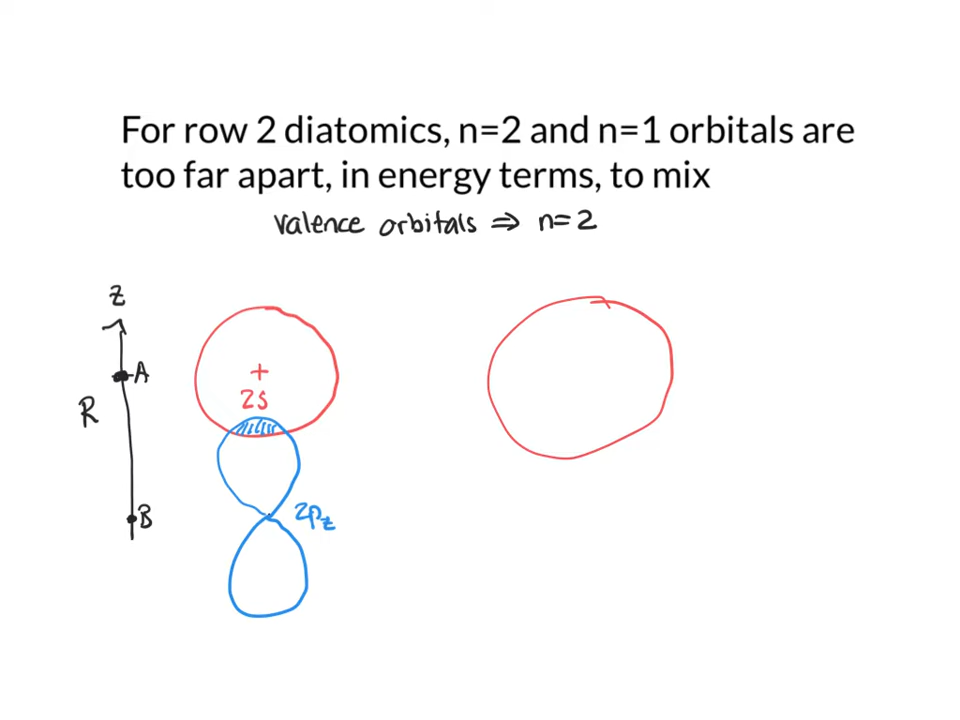 For row 2 diatomics, n=2 and n=1 orbitals are
too far apart, in energy terms, to mix
valence orbitals ⇒ n=2
z
A
R
B
+
2s
2pz